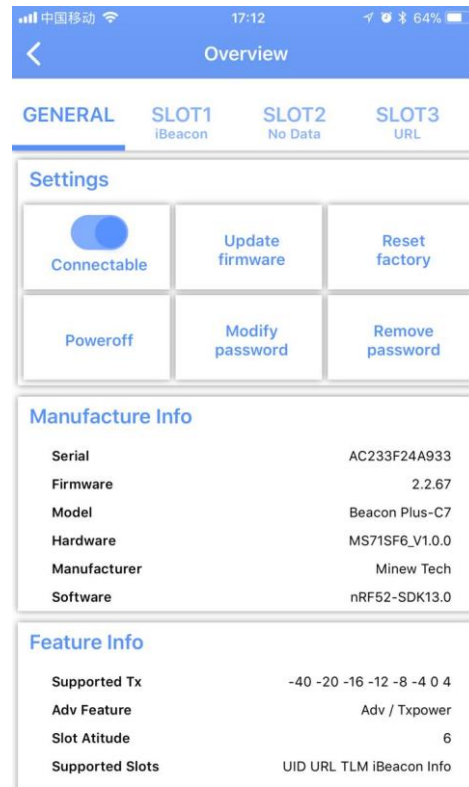 中国移动 17:12 64%
Overview
GENERAL SLOT1 SLOT2 SLOT3
iBeacon No Data URL
Settings
Connectable Update firmware Reset factory
Poweroff Modify password Remove password
Manufacture Info
Serial AC233F24A933
Firmware 2.2.67
Model Beacon Plus-C7
Hardware MS71SF6_V1.0.0
Manufacturer Minew Tech
Software nRF52-SDK13.0
Feature Info
Supported Tx -40 -20 -16 -12 -8 -4 0 4
Adv Feature Adv / Txpower
Slot Atitude 6
Supported Slots UID URL TLM iBeacon Info